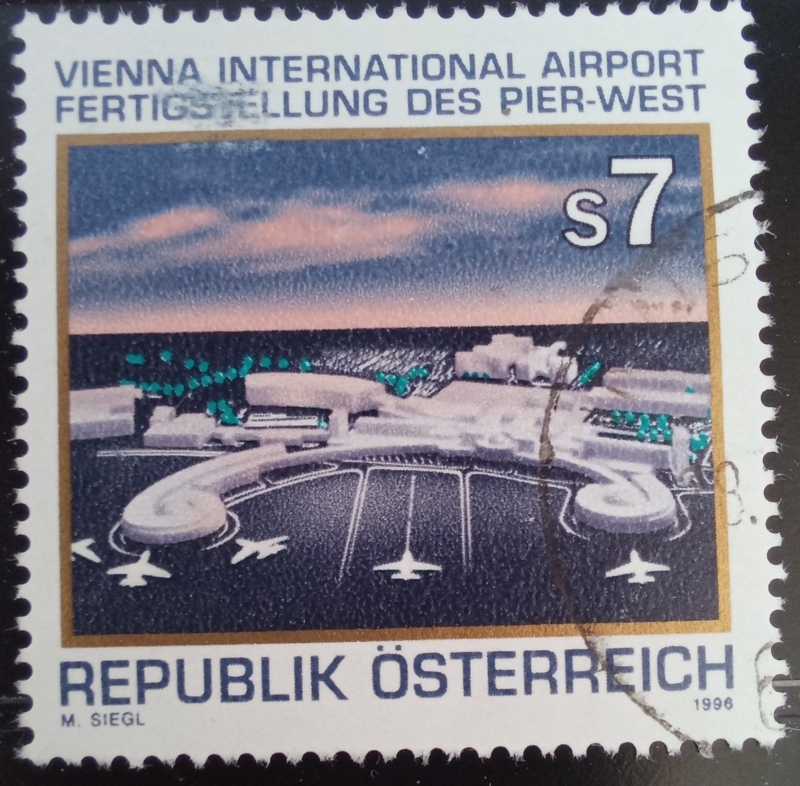 VIENNA INTERNATIONAL AIRPORT
FERTIGSTELLUNG DES PIER-WEST
S7
REPUBLIK ÖSTERREICH
M. SIEGL
1996